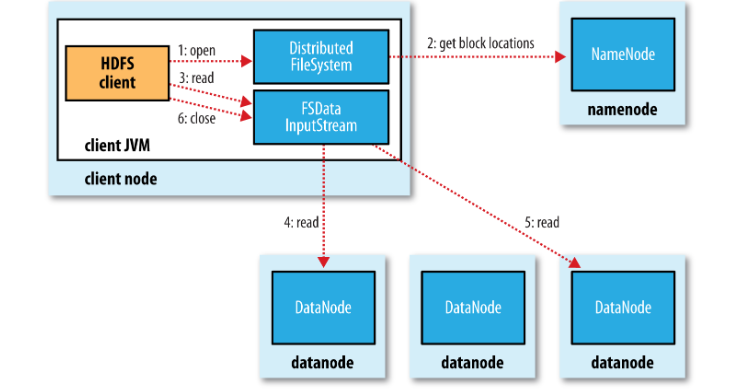 1: open
Distributed
FileSystem
2: get block locations
NameNode
namenode
HDFS
client
3: read
6: close
FSData
InputStream
client JVM
client node
4: read
5: read
DataNode
datanode
DataNode
datanode
DataNode
datanode